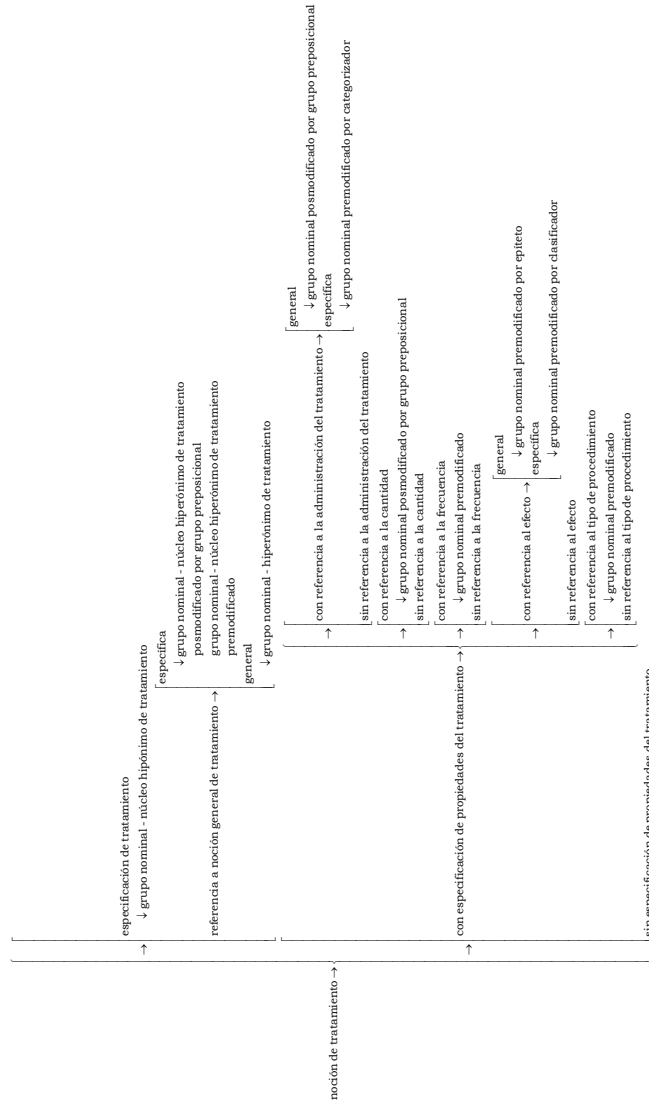 noción de tratamiento →
→
especificación de tratamiento
↓ grupo nominal - núcleo hipónimo de tratamiento
referencia a noción general de tratamiento →
específica
↓ grupo nominal - núcleo hiperónimo de tratamiento
posmodificado por grupo preposicional
grupo nominal - núcleo hiperónimo de tratamiento
premodificado
general
↓ grupo nominal - hiperónimo de tratamiento
→
con especificación de propiedades del tratamiento →
→
con referencia a la administración del tratamiento →
general
↓ grupo nominal posmodificado por grupo preposicional
específica
↓ grupo nominal premodificado por categorizador
sin referencia a la administración del tratamiento
→
con referencia a la cantidad
↓ grupo nominal posmodificado por grupo preposicional
sin referencia a la cantidad
→
con referencia a la frecuencia
↓ grupo nominal premodificado
sin referencia a la frecuencia
→
con referencia al efecto →
general
↓ grupo nominal premodificado por epíteto
específica
↓ grupo nominal premodificado por clasificador
sin referencia al efecto
→
con referencia al tipo de procedimiento
↓ grupo nominal premodificado
sin referencia al tipo de procedimiento
sin especificación de propiedades del tratamiento